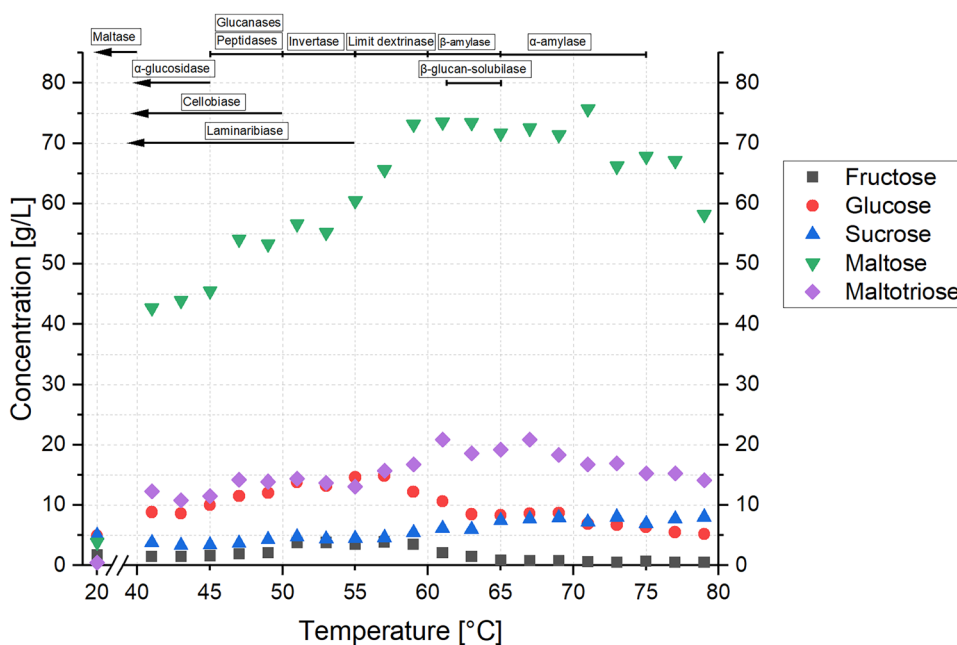 Glucanases
Maltase
Peptidases
Invertase
Limit dextrinase
β-amylase
α-amylase
α-glucosidase
β-glucan-solubilase
Cellobiase
Laminaribiase
80
70
60
50
40
30
20
10
0
80
70
60
50
40
30
20
10
0
Concentration [g/L]
20 40 45 50 55 60 65 70 75 80
Temperature [°C]
Fructose
Glucose
Sucrose
Maltose
Maltotriose